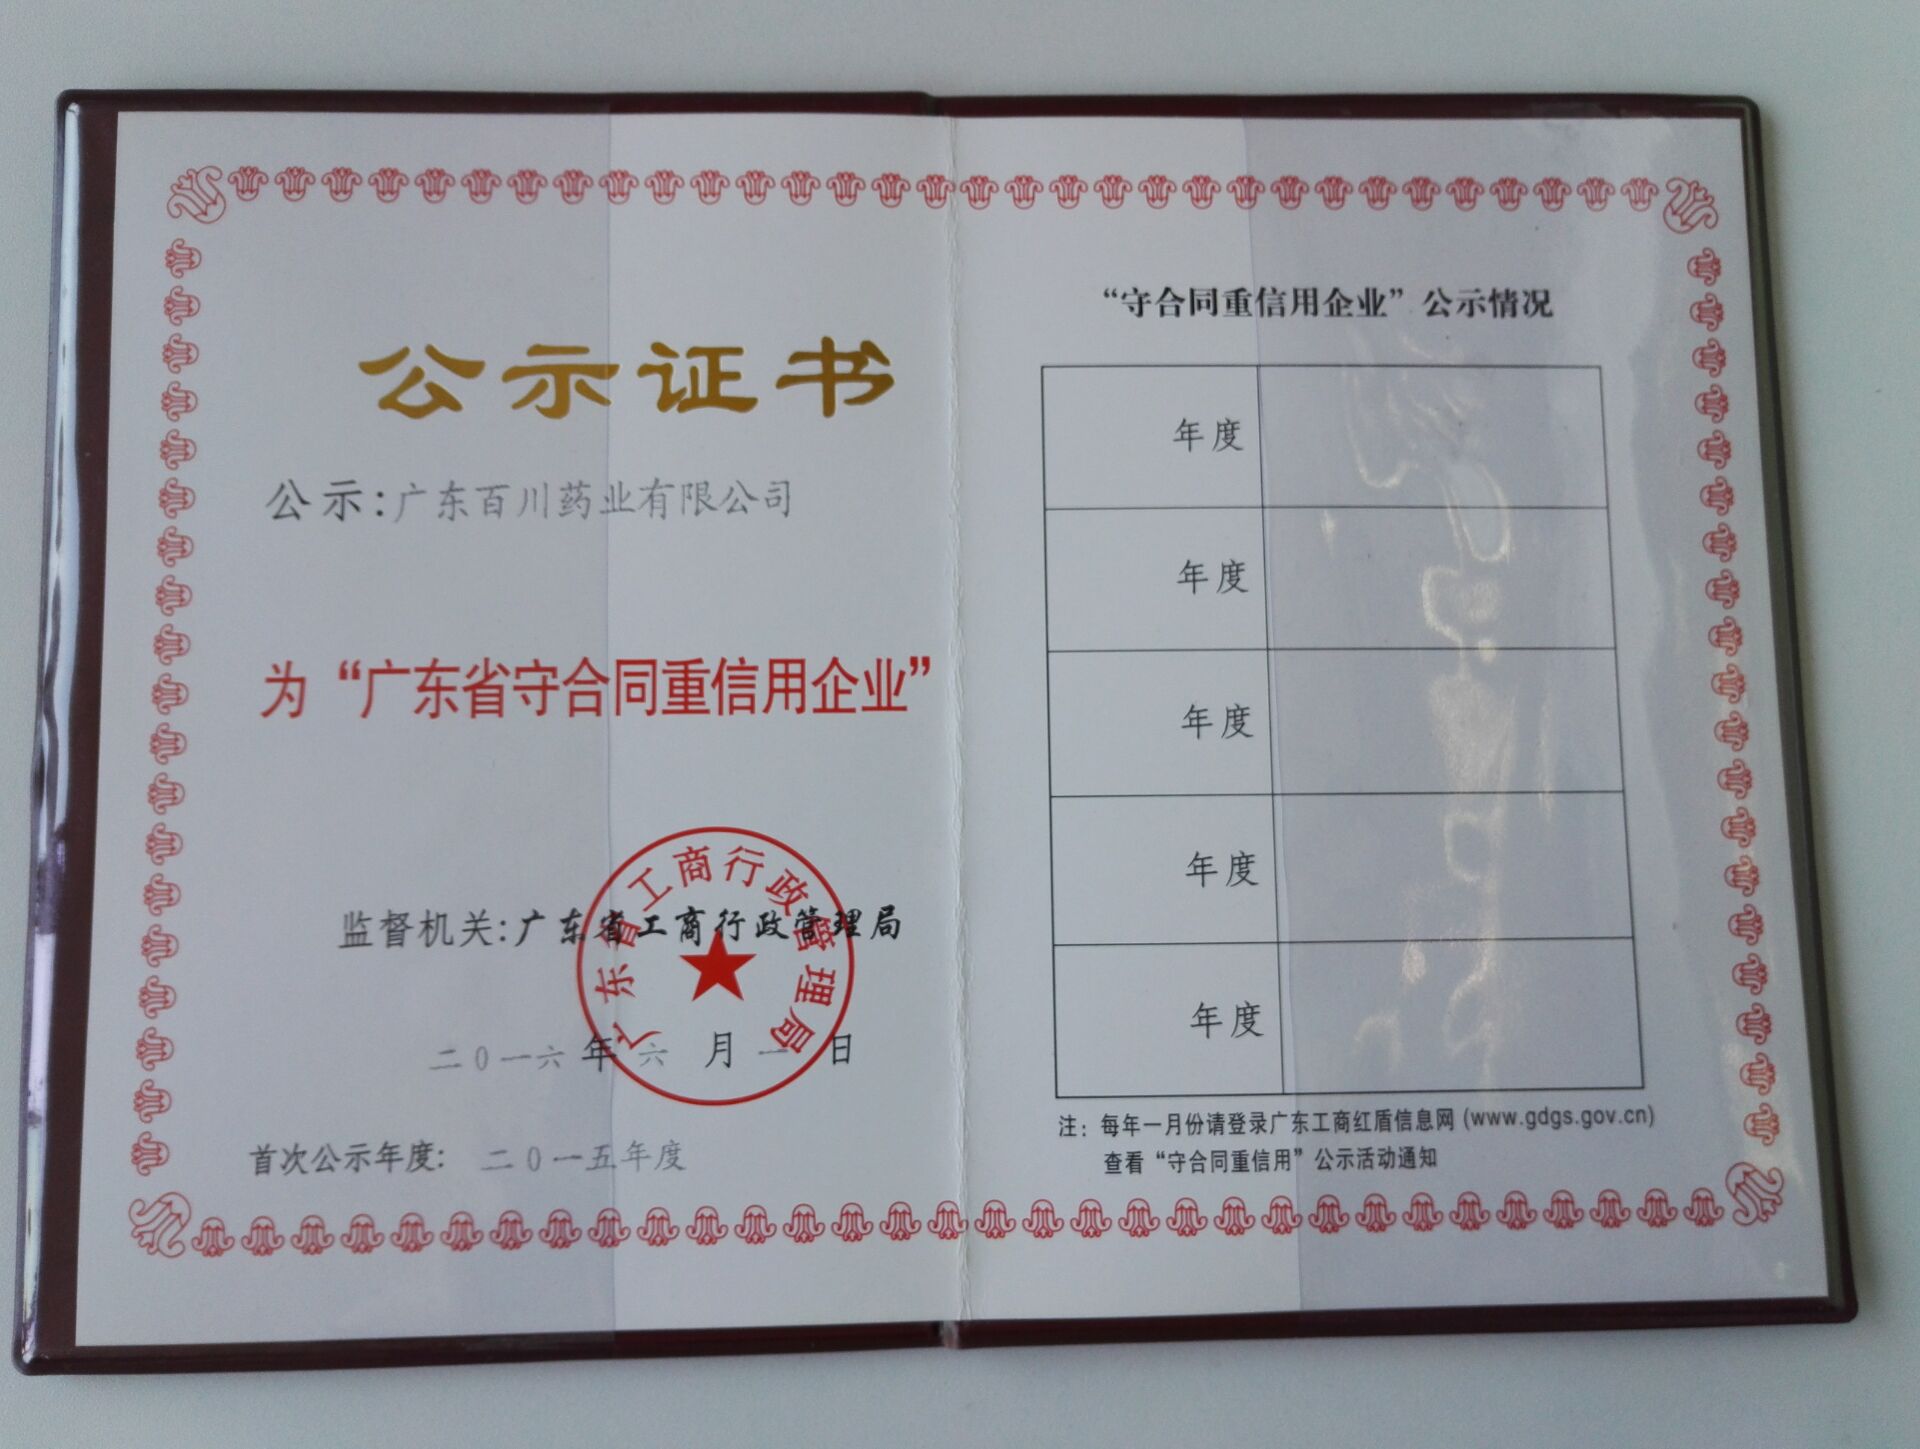 公示证书
公示:广东百川药业有限公司
为“广东省守合同重信用企业”
广东省工商行政管理局
监督机关:广东省工商行政管理局
二0一六年六月一日
首次公示年度: 二0一五年度
“守合同重信用企业”公示情况
年度
年度
年度
年度
年度
注: 每年一月份请登录广东工商红盾信息网 (www.gdgs.gov.cn)
查看“守合同重信用”公示活动通知